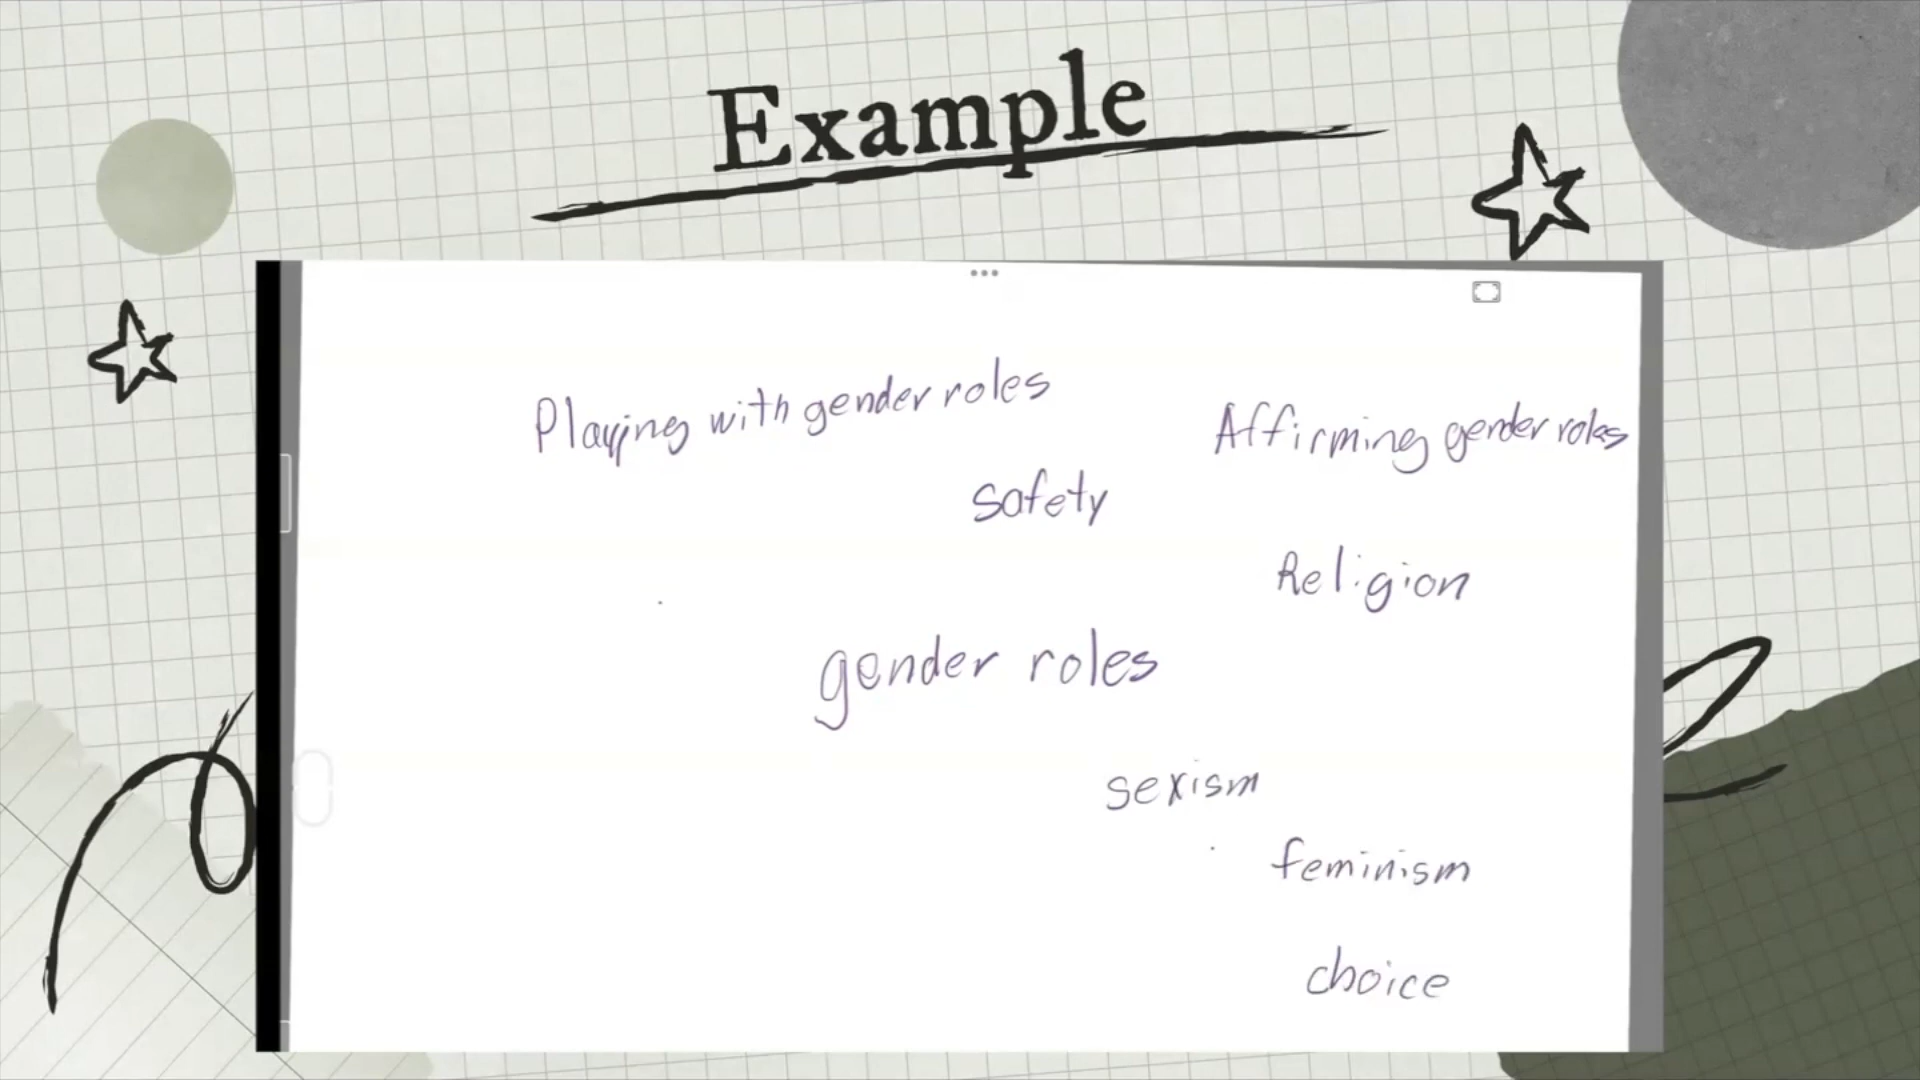 Example
Playing with gender roles
Affirming gender roles
safety
Religion
gender roles
sexism
feminism
choice